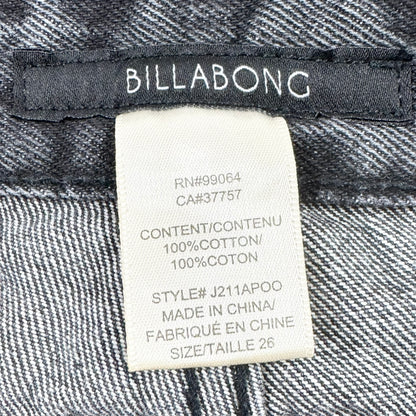 BILLABONG
RN#99064
CA#37757
CONTENT/CONTENU
100%COTTON/
100%COTON
STYLE# J211APOO
MADE IN CHINA/
FABRIQUÉ EN CHINE
SIZE/TAILLE 26